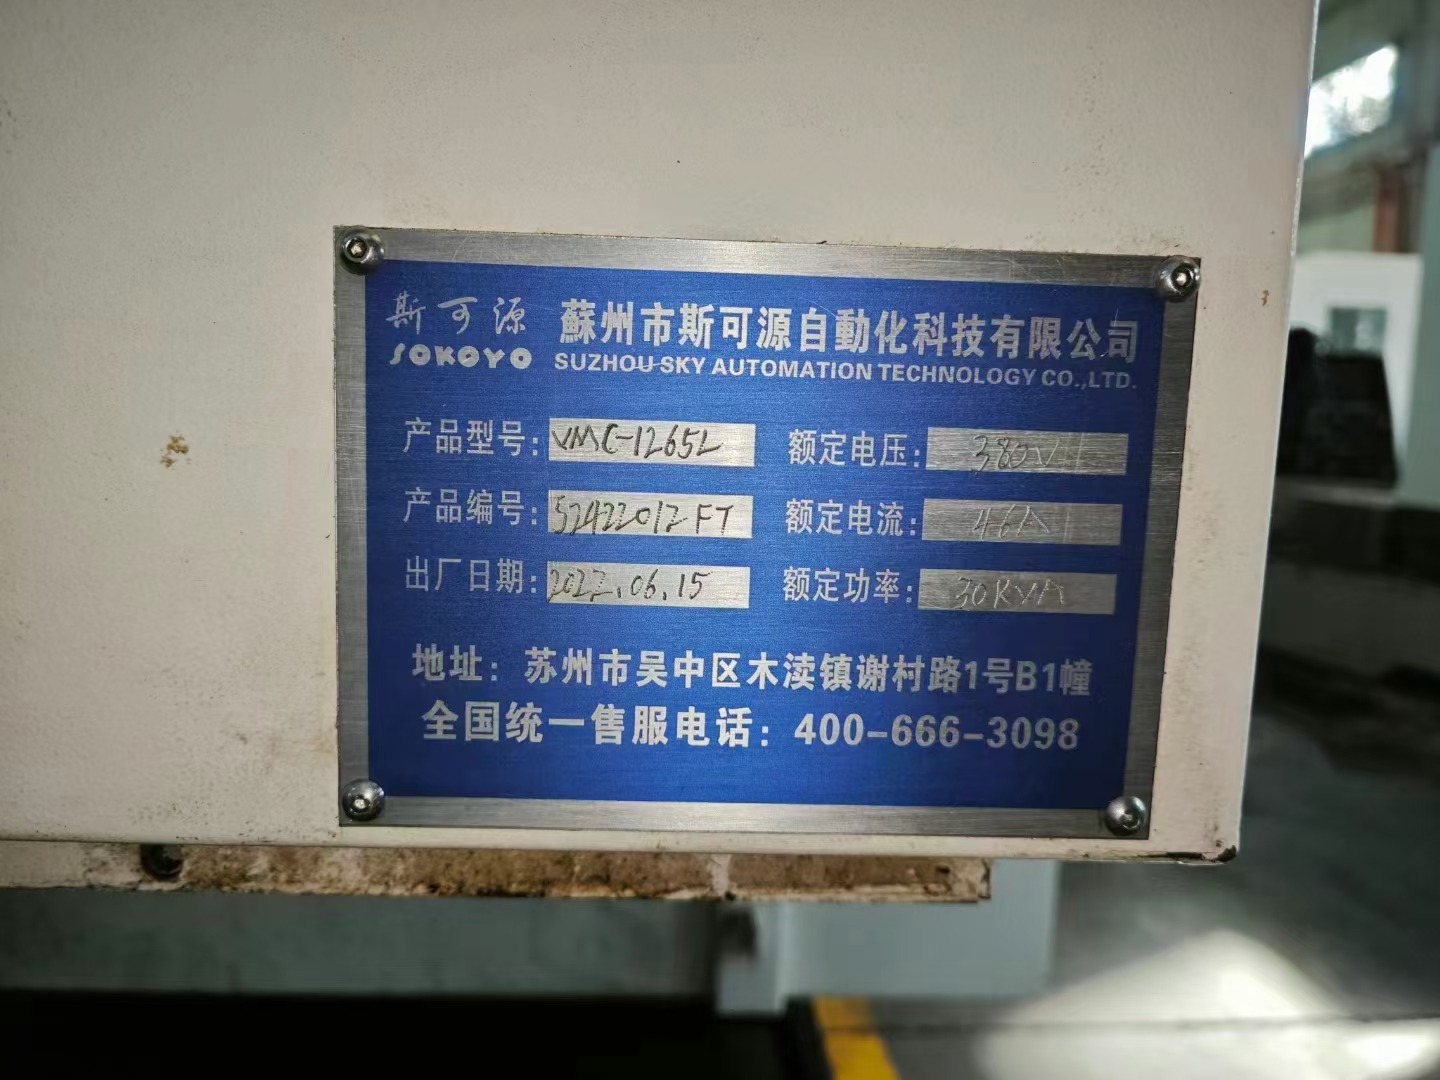 斯可源 蘇州市斯可源自動化科技有限公司
SOKOYO SUZHOU SKY AUTOMATION TECHNOLOGY CO.,LTD.
产品型号: VMC-1265L 额定电压: 380V
产品编号: 52422012FT 额定电流: 46A
出厂日期: 2022.06.15 额定功率: 30KVA
地址: 苏州市吴中区木渎镇谢村路1号B1幢
全国统一售服电话: 400-666-3098